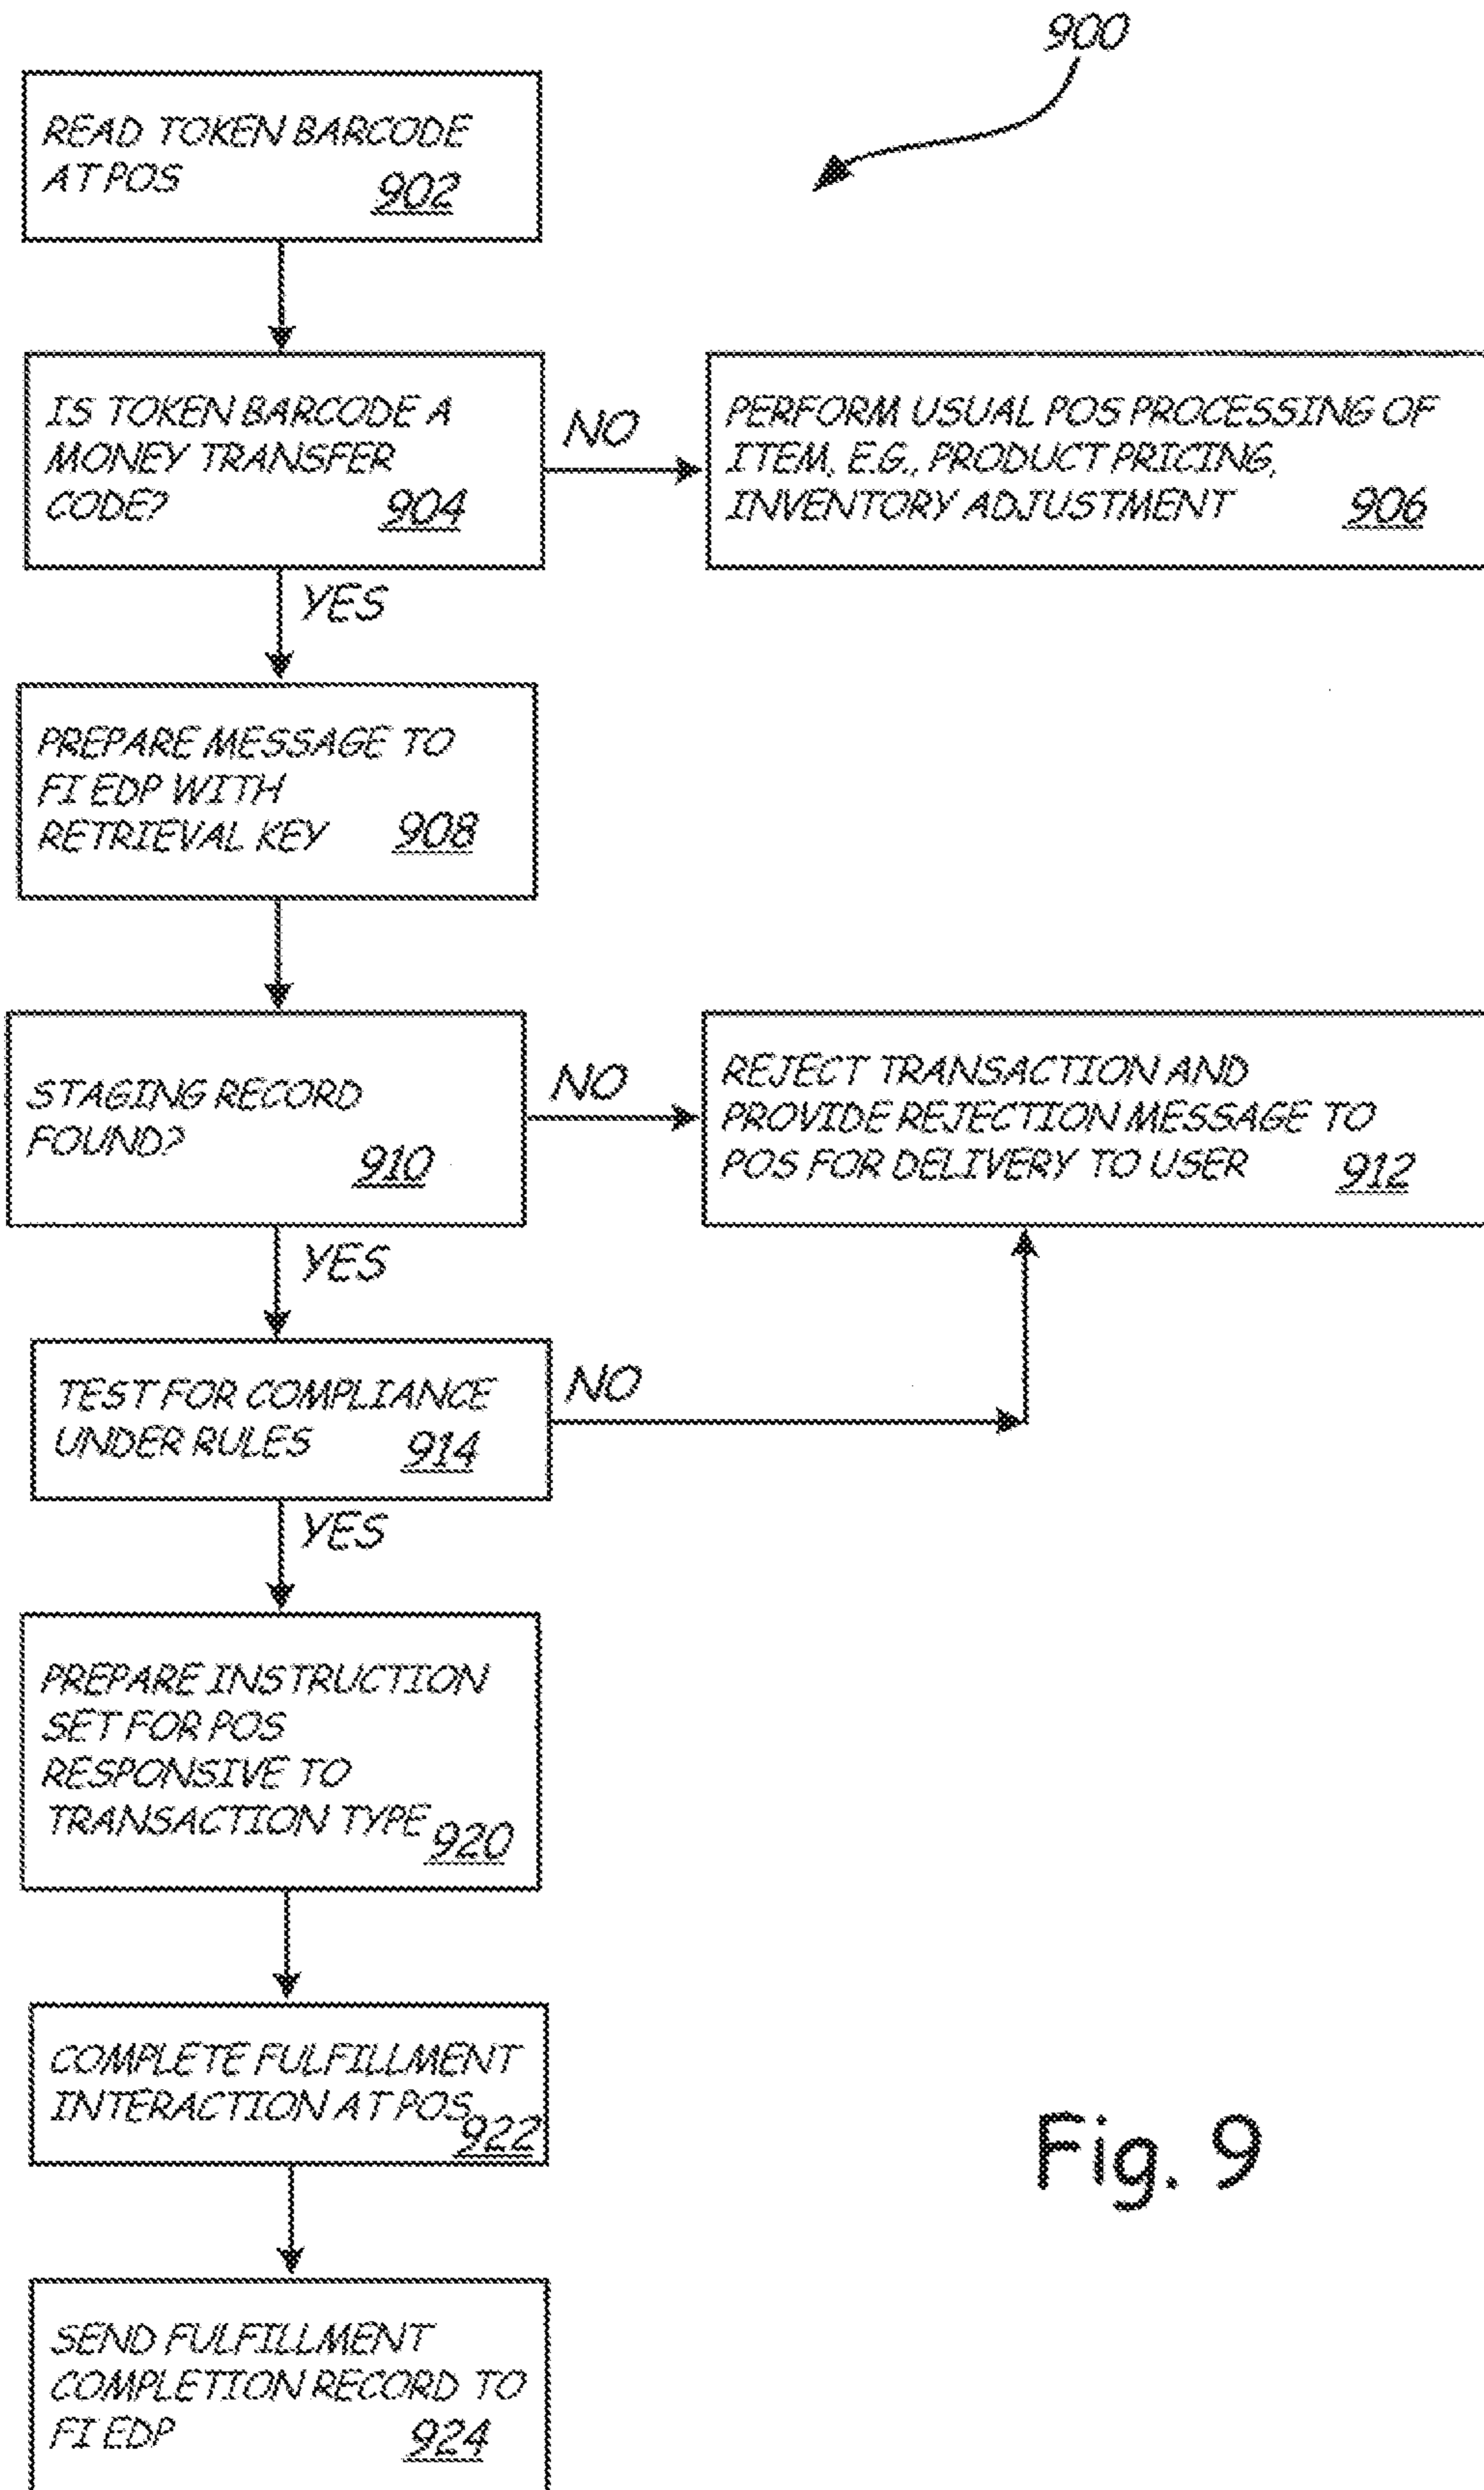 900
READ TOKEN BARCODE
AT POS 902
IS TOKEN BARCODE A
MONEY TRANSFER
CODE? 904
NO
PERFORM USUAL POS PROCESSING OF
ITEM, E.G., PRODUCT PRICING,
INVENTORY ADJUSTMENT 906
YES
PREPARE MESSAGE TO
FI EDP WITH
RETRIEVAL KEY 908
STAGING RECORD
FOUND? 910
NO
REJECT TRANSACTION AND
PROVIDE REJECTION MESSAGE TO
POS FOR DELIVERY TO USER 912
YES
TEST FOR COMPLIANCE
UNDER RULES 914
NO
YES
PREPARE INSTRUCTION
SET FOR POS
RESPONSIVE TO
TRANSACTION TYPE 920
COMPLETE FULFILLMENT
INTERACTION AT POS 922
SEND FULFILLMENT
COMPLETION RECORD TO
FI EDP 924
Fig. 9